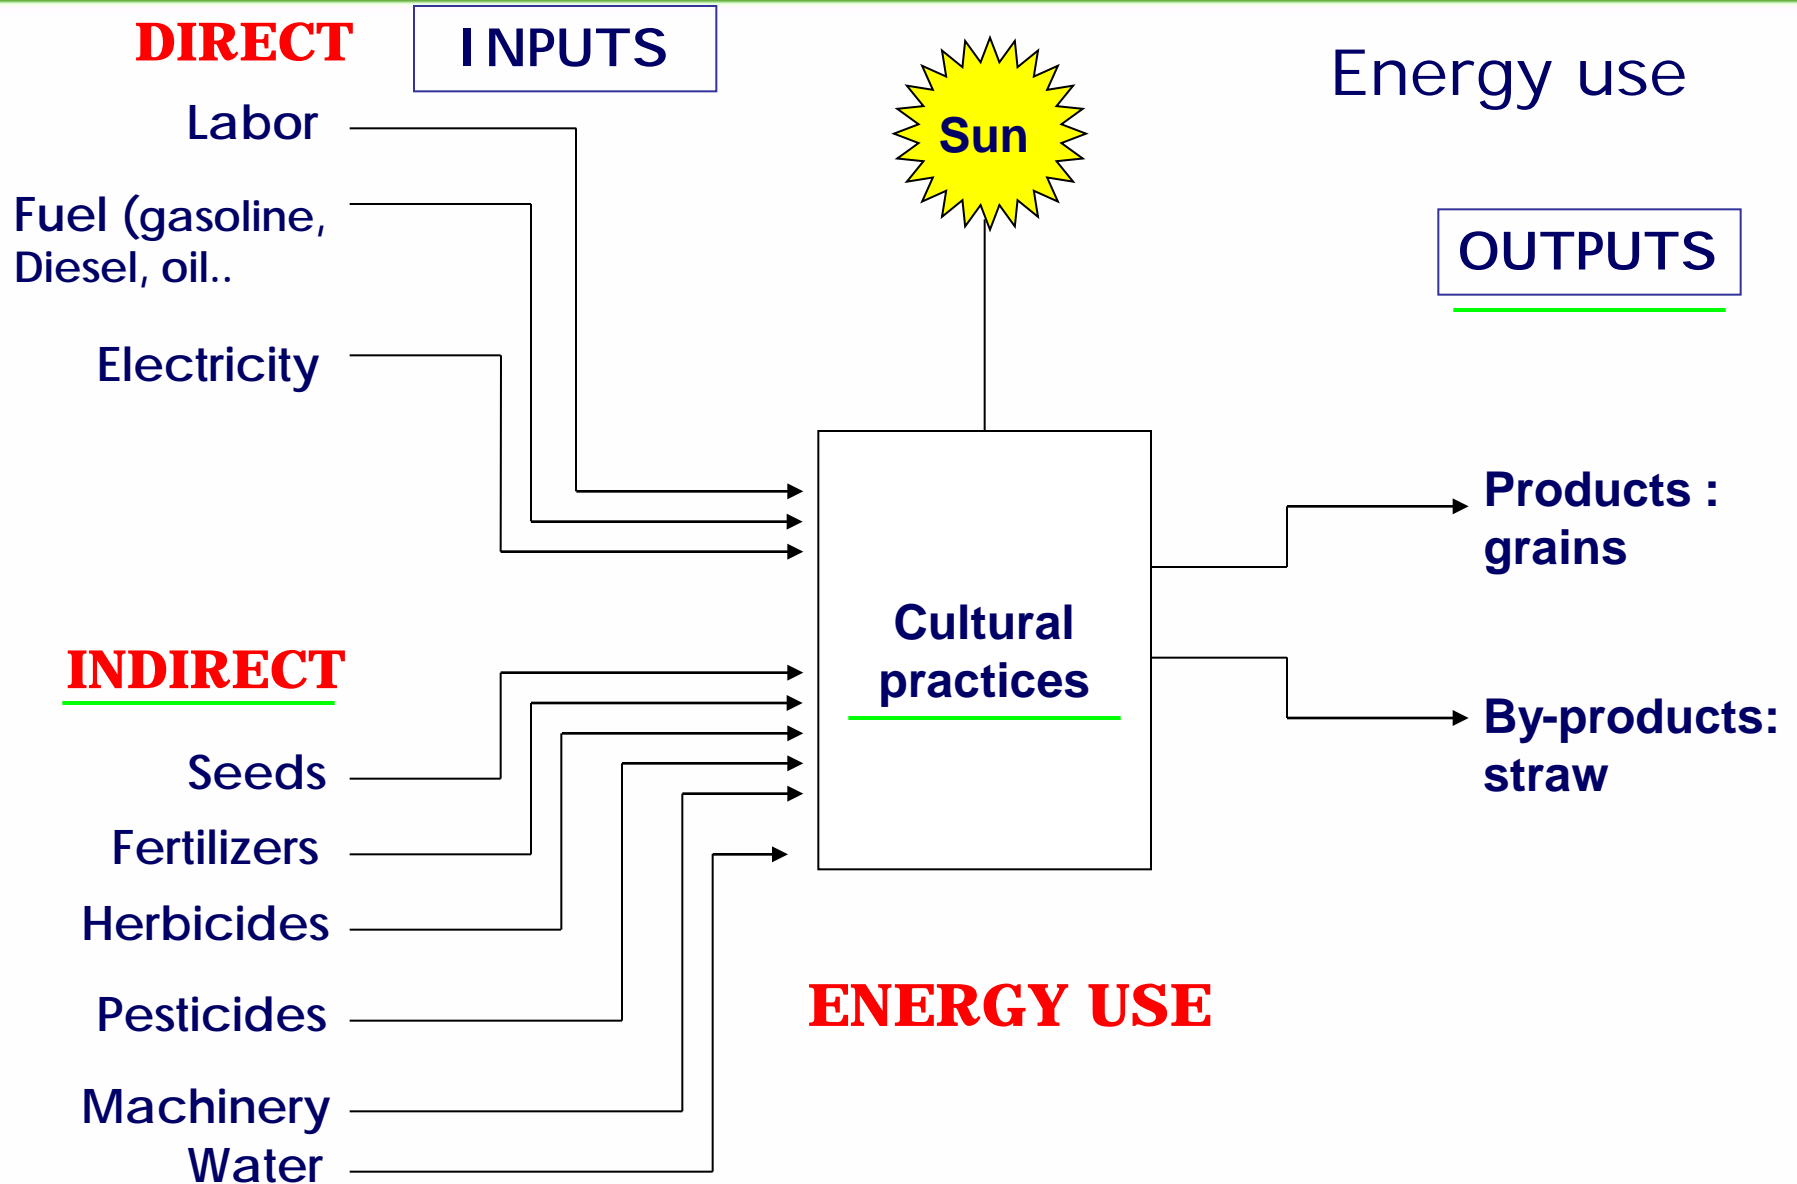 DIRECT
INPUTS
Energy use
Sun
Labor
Fuel (gasoline,
Diesel, oil..
OUTPUTS
Electricity
Products :
grains
Cultural
practices
INDIRECT
By-products:
straw
Seeds
Fertilizers
Herbicides
Pesticides
ENERGY USE
Machinery
Water